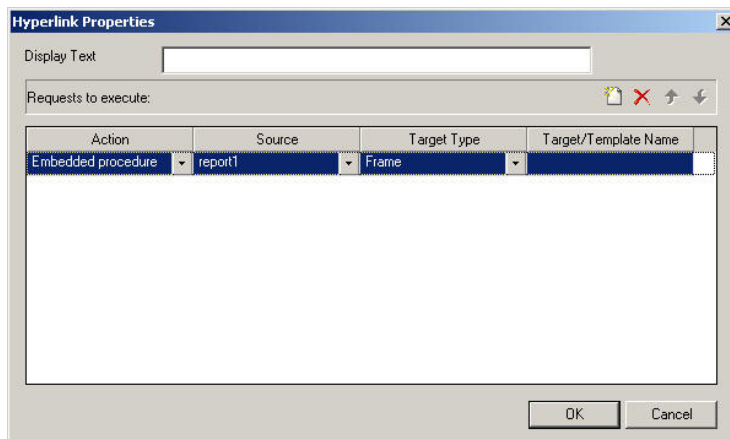 Hyperlink Properties
Display Text
Requests to execute:
Action Source Target Type Target/Template Name
Embedded procedure report1 Frame
OK Cancel